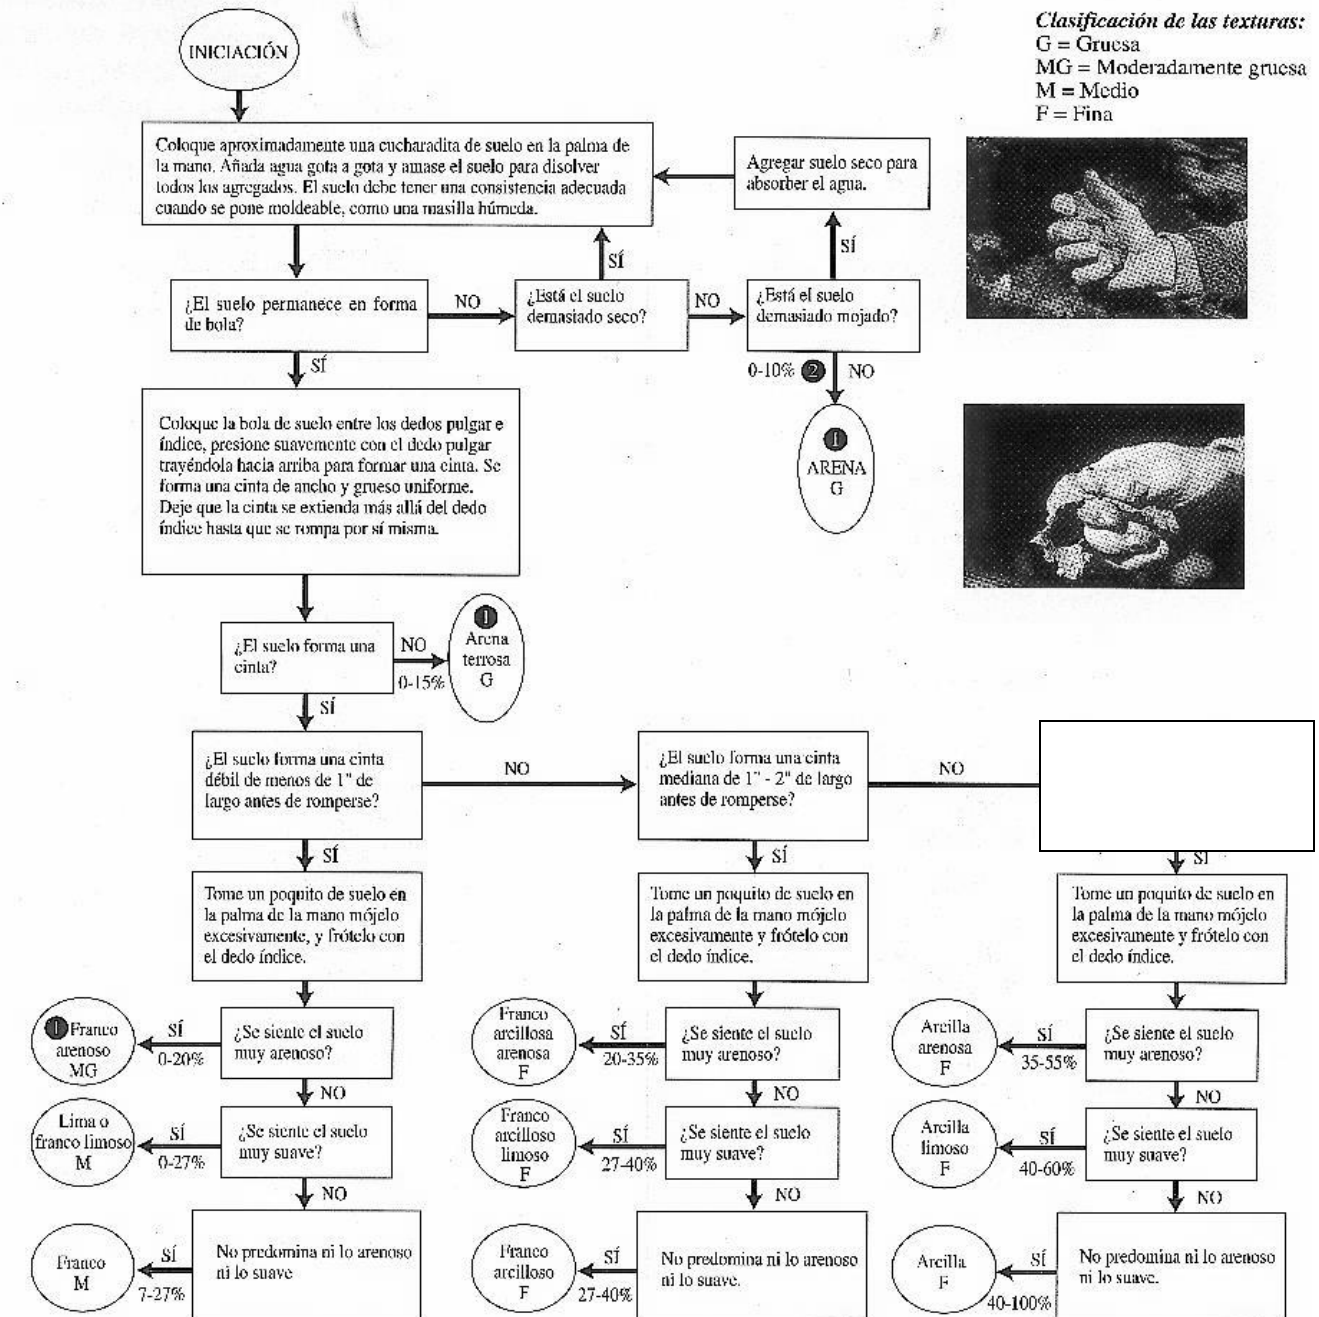 INICIACIÓN
Clasificación de las texturas:
G = Gruesa
MG = Moderadamente gruesa
M = Medio
F = Fina
Coloque aproximadamente una cucharadita de suelo en la palma de
la mano. Añada agua gota a gota y amase el suelo para disolver
todos los agregados. El suelo debe tener una consistencia adecuada
cuando se pone moldeable, como una masilla húmeda.
Agregar suelo seco para
absorber el agua.
SÍ
SÍ
¿El suelo permanece en forma
de bola?
NO
¿Está el suelo
demasiado seco?
NO
¿Está el suelo
demasiado mojado?
SÍ
0-10% 2 NO
1
ARENA
G
Coloque la bola de suelo entre los dedos pulgar e
índice, presione suavemente con el dedo pulgar
trayéndola hacia arriba para formar una cinta. Se
forma una cinta de ancho y grueso uniforme.
Deje que la cinta se extienda más allá del dedo
índice hasta que se rompa por sí misma.
¿El suelo forma una
cinta?
NO
0-15%
1
Arena
terrosa
G
SÍ
¿El suelo forma una cinta
débil de menos de 1" de
largo antes de romperse?
NO
¿El suelo forma una cinta
mediana de 1" - 2" de largo
antes de romperse?
NO
SÍ
SÍ
SÍ
Tome un poquito de suelo en
la palma de la mano mójelo
excesivamente, y frótelo con
el dedo índice.
Tome un poquito de suelo en
la palma de la mano mójelo
excesivamente y frótelo con
el dedo índice.
Tome un poquito de suelo en
la palma de la mano mójelo
excesivamente y frótelo con
el dedo índice.
1 Franco
arenoso
MG
SÍ
0-20%
¿Se siente el suelo
muy arenoso?
Franco
arcillosa
arenosa
F
SÍ
20-35%
¿Se siente el suelo
muy arenoso?
Arcilla
arenosa
F
SÍ
35-55%
¿Se siente el suelo
muy arenoso?
NO
NO
NO
Lima o
franco limoso
M
SÍ
0-27%
¿Se siente el suelo
muy suave?
Franco
arcilloso
limoso
F
SÍ
27-40%
¿Se siente el suelo
muy suave?
Arcilla
limoso
F
SÍ
40-60%
¿Se siente el suelo
muy suave?
NO
NO
NO
Franco
M
SÍ
7-27%
No predomina ni lo arenoso
ni lo suave
Franco
arcilloso
F
SÍ
27-40%
No predomina ni lo arenoso
ni lo suave.
Arcilla
F
SÍ
40-100%
No predomina ni lo arenoso
ni lo suave.